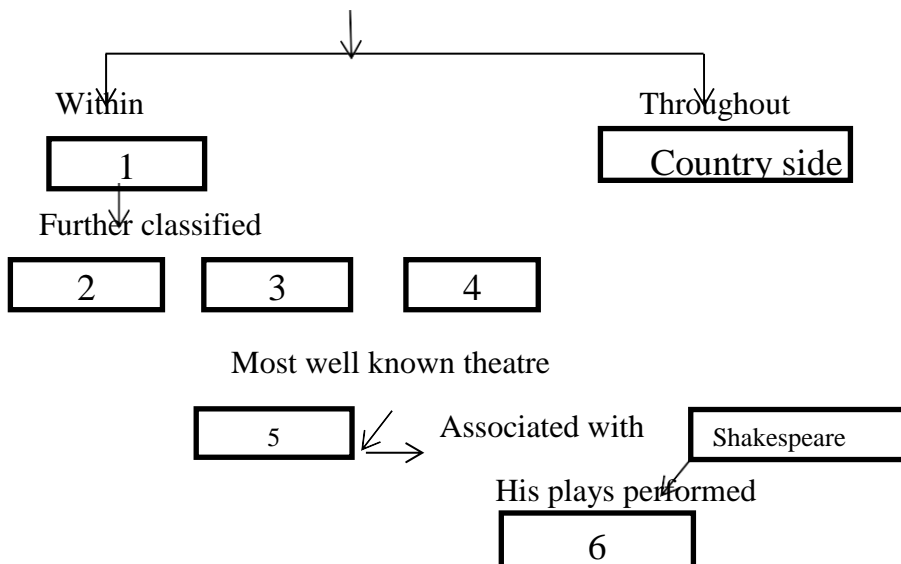 Within Throughout
1 Country side
Further classified
2 3 4
Most well known theatre
5 Associated with Shakespeare
His plays performed
6